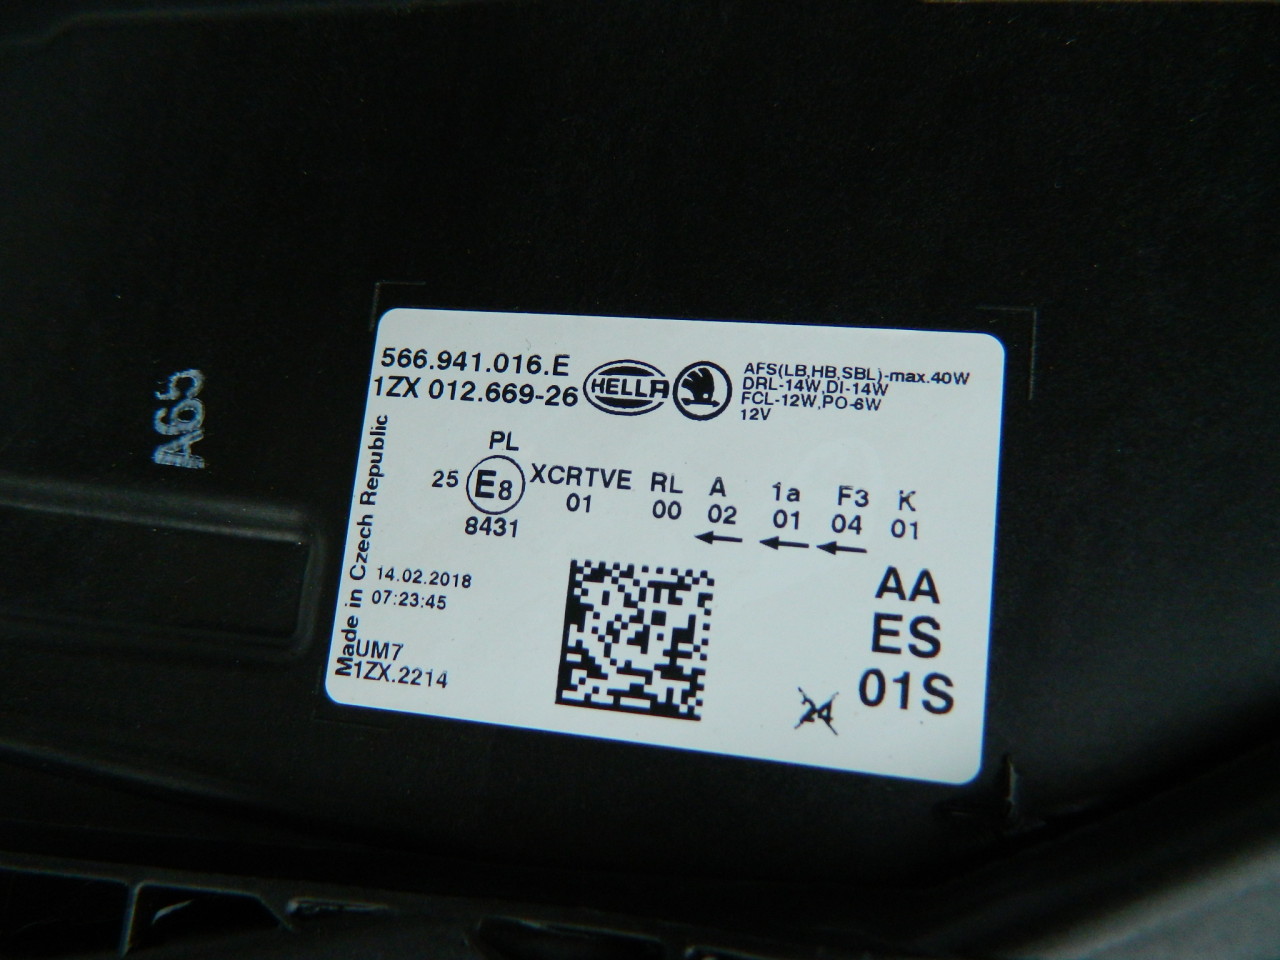 566.941.016.E
1ZX 012.669-26
HELLA
AFS(LB,HB,SBL)-max.40W
DRL-14W,DI-14W
FCL-12W,PO-6W
12V
Made in Czech Republic
PL
25 E8 XCRTVE RL A 1a F3 K
8431 01 00 02 01 04 01
14.02.2018
07:23:45
UM7
1ZX.2214
AA
ES
01S
24
A65